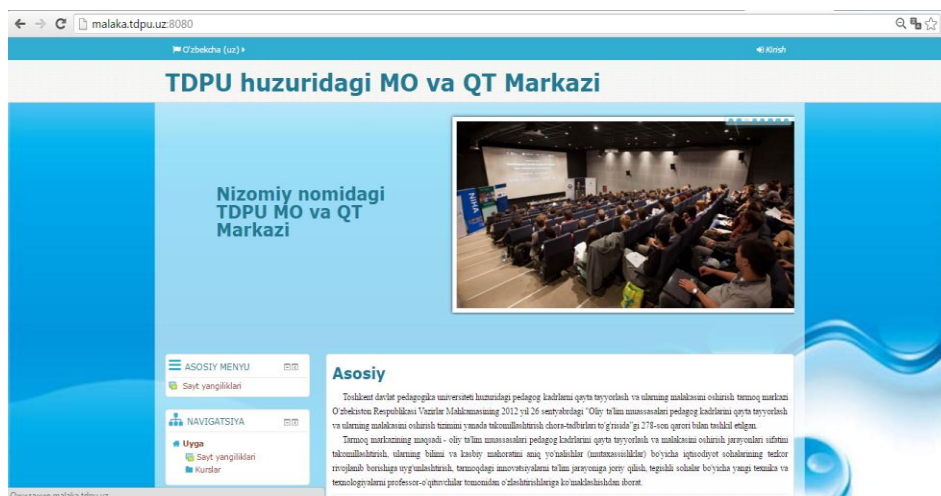 malaka.tdpu.uz:8080
O'zbekcha (uz)
Kirish
TDPU huzuridagi MO va QT Markazi
Nizomiy nomidagi
TDPU MO va QT
Markazi
NIHA
ASOSIY MENYU
Sayt yangiliklari
NAVIGATSIYA
Uyga
Sayt yangiliklari
Kurslar
Asosiy
Toshkent davlat pedagogika universiteti huzuridagi pedagog kadrlarni qayta tayyorlash va ularning malakasini oshirish tarmoq markazi
O'zbekiston Respublikasi Vazirlar Mahkamasining 2012 yil 26 sentyabrdagi "Oliy ta'lim muassasalari pedagog kadrlarini qayta tayyorlash
va ularning malakasini oshirish tizimini yanada takomillashtirish chora-tadbirlari to'g'risida"gi 278-son qarori bilan tashkil etilgan.
Tarmoq markazining maqsadi - oliy ta'lim muassasalari pedagog kadrlarini qayta tayyorlash va malakasini oshirish jarayonlari sifatini
takomillashtirish, ularning bilimi va kasbiy mahoratini aniq yo'nalishlar (mutaxassisliklar) bo'yicha iqtisodiyot sohalarining tezkor
rivojlanib borishiga uyg'unlashtirish, tarmoqdagi innovatsiyalarni ta'lim jarayoniga joriy qilish, tegishli sohalar bo'yicha yangi texnika va
texnologiyalarni professor-o'qituvchilar tomonidan o'zlashtirishlariga ko'maklashishdan iborat.